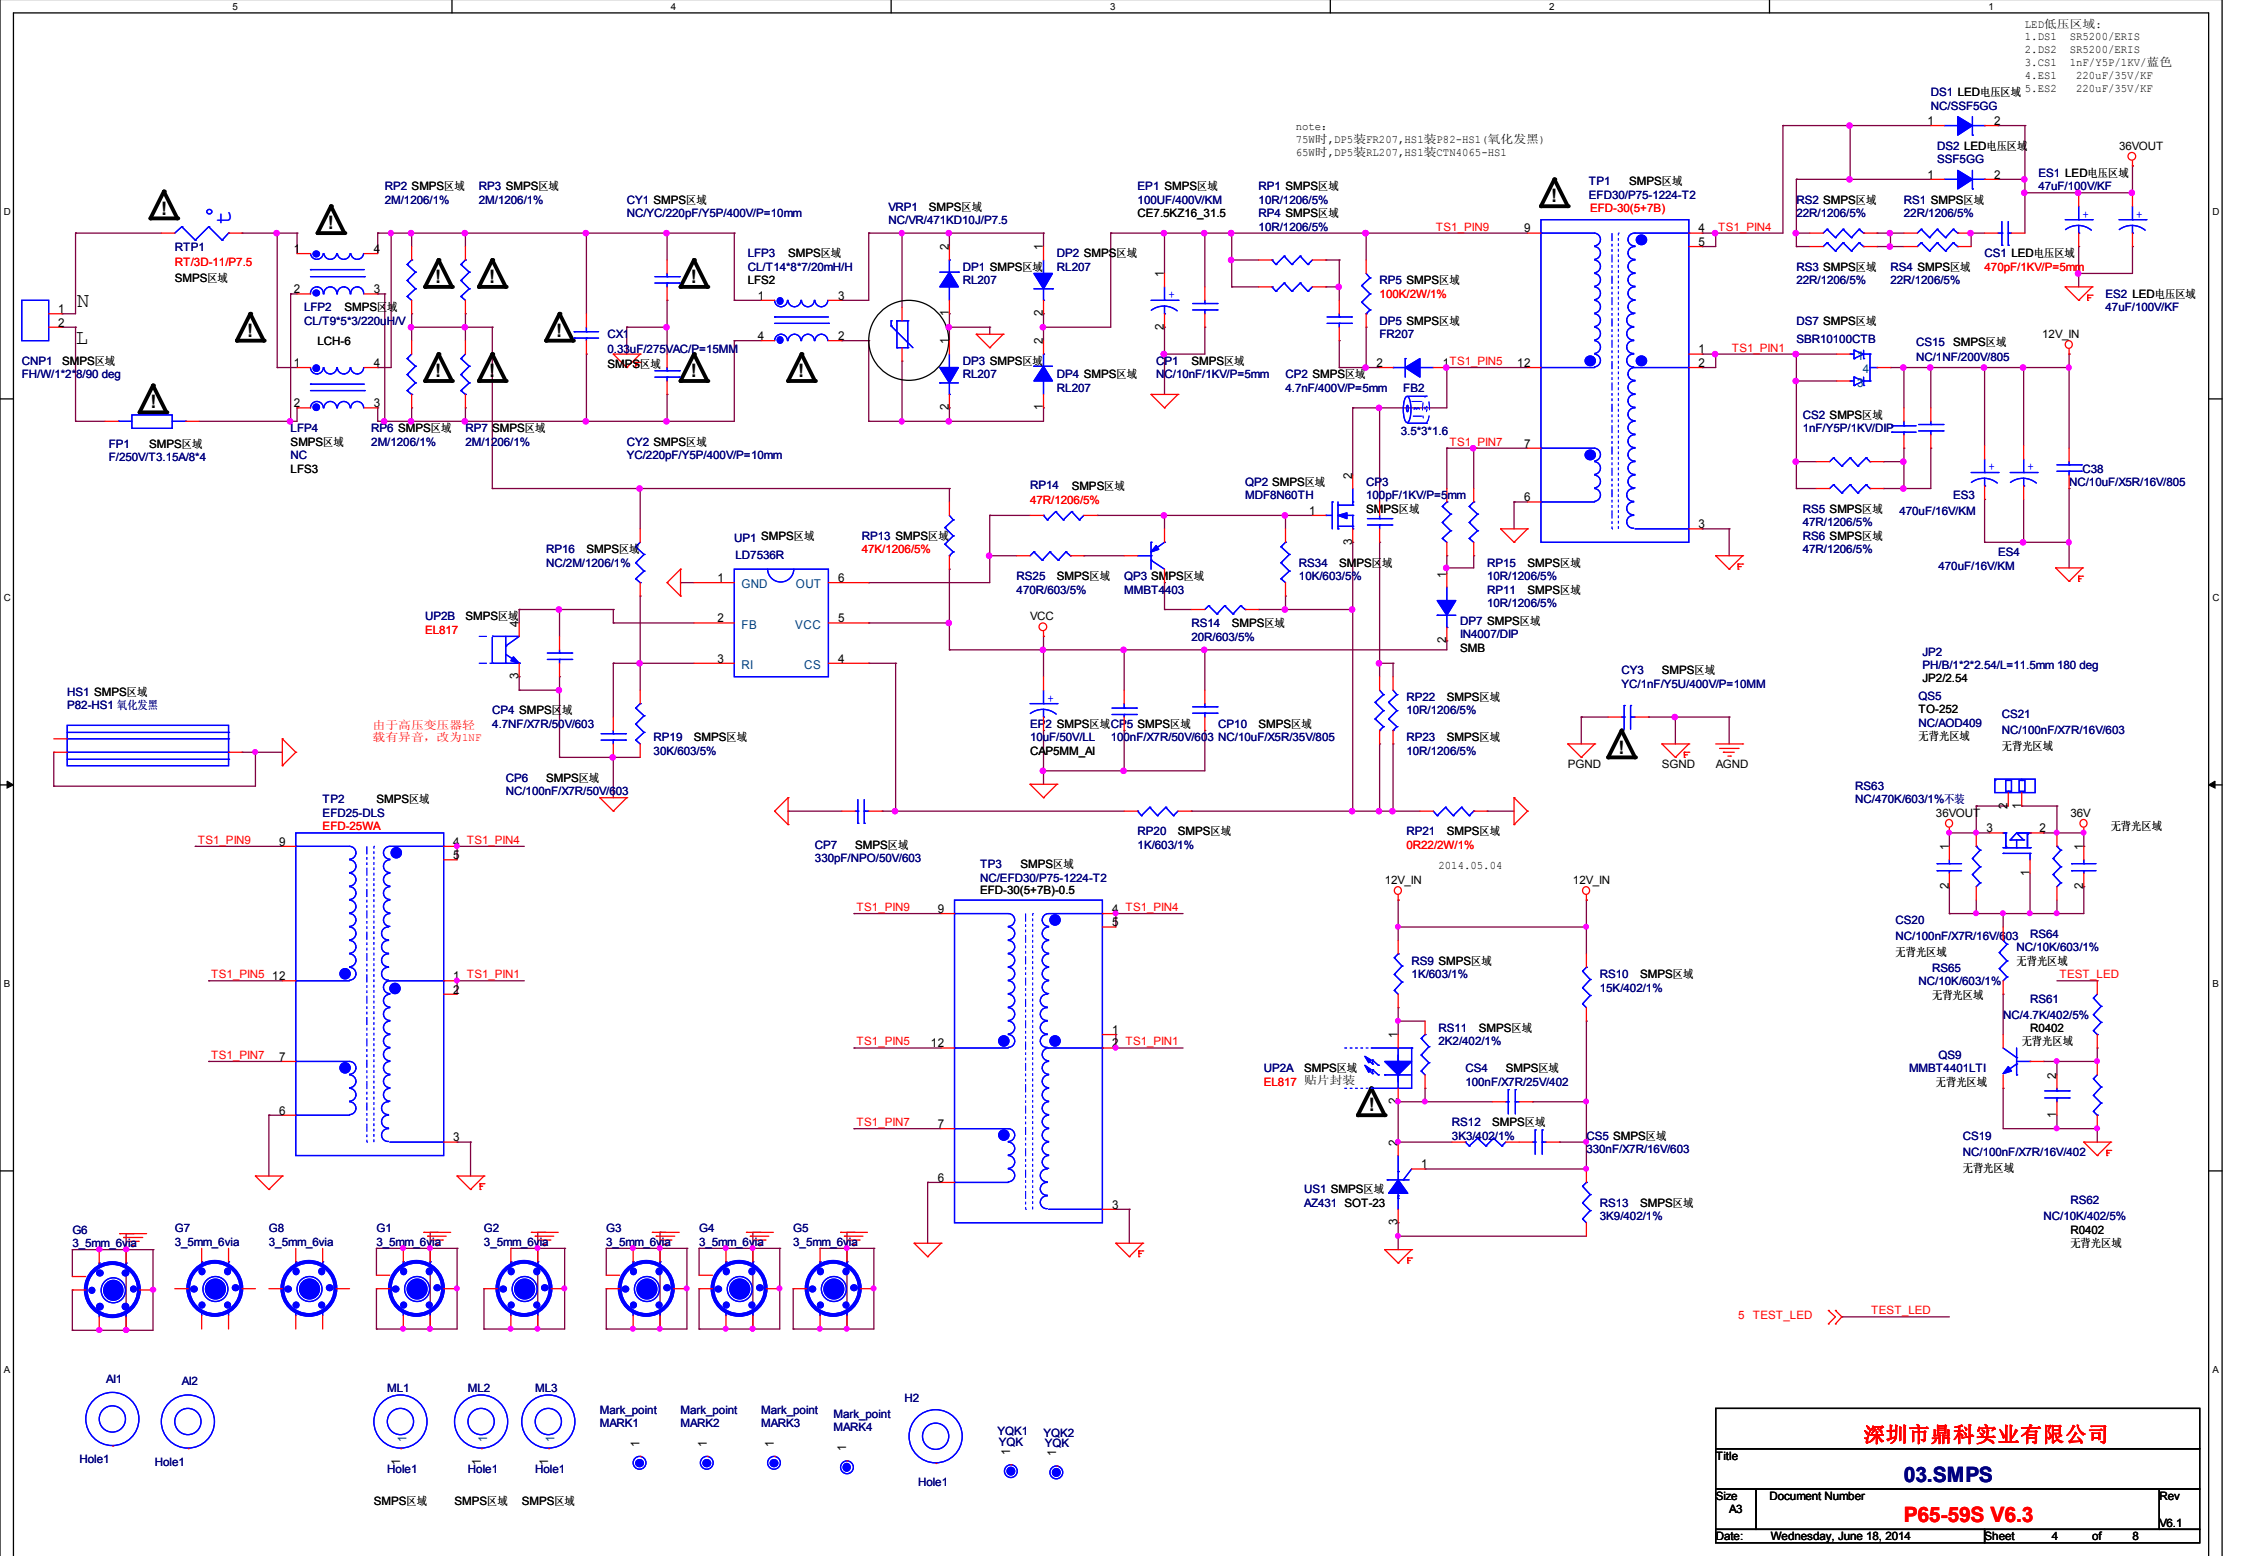 5
4
3
2
1
LED低压区域:
1.DS1 SR5200/ERIS
2.DS2 SR5200/ERIS
3.CS1 1nF/Y5P/1KV/蓝色
4.ES1 220uF/35V/KF
5.ES2 220uF/35V/KF
note:
75W时,DP5装FR207,HS1装P82-HS1(氧化发黑)
65W时,DP5装RL207,HS1装CTN4065-HS1
DS1 LED电压区域
NC/SSF5GG
DS2 LED电压区域
SSF5GG
36VOUT
ES1 LED电压区域
47uF/100V/KF
RS2 SMPS区域
22R/1206/5%
RS1 SMPS区域
22R/1206/5%
RS3 SMPS区域
22R/1206/5%
RS4 SMPS区域
22R/1206/5%
CS1 LED电压区域
470pF/1KV/P=5mm
ES2 LED电压区域
47uF/100V/KF
RTP1
RT/3D-11/P7.5
SMPS区域
RP2 SMPS区域
2M/1206/1%
RP3 SMPS区域
2M/1206/1%
CY1 SMPS区域
NC/YC/220pF/Y5P/400V/P=10mm
VRP1 SMPS区域
NC/VR/471KD10J/P7.5
LFP3 SMPS区域
CL/T14*8*7/20mH/H
LFS2
DP1 SMPS区域
RL207
DP2 SMPS区域
RL207
DP3 SMPS区域
RL207
DP4 SMPS区域
RL207
EP1 SMPS区域
100UF/400V/KM
CE7.5KZ16_31.5
RP1 SMPS区域
10R/1206/5%
RP4 SMPS区域
10R/1206/5%
TP1 SMPS区域
EFD30/P75-1224-T2
EFD-30(5+7B)
TS1_PIN9
TS1_PIN4
TS1_PIN5
TS1_PIN1
TS1_PIN7
RP5 SMPS区域
100K/2W/1%
DP5 SMPS区域
FR207
CP1 SMPS区域
NC/10nF/1KV/P=5mm
CP2 SMPS区域
4.7nF/400V/P=5mm
FB2
3.5*3*1.6
N
L
CNP1 SMPS区域
FH/W/1*2*8/90 deg
LFP2 SMPS区域
CL/T9*5*3/220uH/V
LCH-6
CX1
0.33uF/275VAC/P=15MM
SMPS区域
FP1 SMPS区域
F/250V/T3.15A/8*4
LFP4
SMPS区域
NC
LFS3
RP6 SMPS区域
2M/1206/1%
RP7 SMPS区域
2M/1206/1%
CY2 SMPS区域
YC/220pF/Y5P/400V/P=10mm
DS7 SMPS区域
SBR10100CTB
CS15 SMPS区域
NC/1NF/200V/805
12V_IN
CS2 SMPS区域
1nF/Y5P/1KV/DIP
C38
NC/10uF/X5R/16V/805
ES3
470uF/16V/KM
ES4
470uF/16V/KM
RS5 SMPS区域
47R/1206/5%
RS6 SMPS区域
47R/1206/5%
RP14 SMPS区域
47R/1206/5%
RP13 SMPS区域
47K/1206/5%
QP2 SMPS区域
MDF8N60TH
CP3
100pF/1KV/P=5mm
SMPS区域
RP16 SMPS区域
NC/2M/1206/1%
UP1 SMPS区域
LD7536R
GND
OUT
FB
VCC
RI
CS
RS25 SMPS区域
470R/603/5%
QP3 SMPS区域
MMBT4403
RS34 SMPS区域
10K/603/5%
RP15 SMPS区域
10R/1206/5%
RP11 SMPS区域
10R/1206/5%
DP7 SMPS区域
IN4007/DIP
SMB
RS14 SMPS区域
20R/603/5%
UP2B SMPS区域
EL817
VCC
HS1 SMPS区域
P82-HS1 氧化发黑
由于高压变压器轻
载有异音，改为1NF
CP4 SMPS区域
4.7NF/X7R/50V/603
RP19 SMPS区域
30K/603/5%
CP6 SMPS区域
NC/100nF/X7R/50V/603
EP2 SMPS区域
10uF/50V/LL
CAP5MM_AI
CP5 SMPS区域
100nF/X7R/50V/603
CP10 SMPS区域
NC/10uF/X5R/35V/805
RP22 SMPS区域
10R/1206/5%
RP23 SMPS区域
10R/1206/5%
CY3 SMPS区域
YC/1nF/Y5U/400V/P=10MM
PGND
SGND
AGND
JP2
PH/B/1*2*2.54/L=11.5mm 180 deg
JP2/2.54
QS5
TO-252
NC/AOD409
无背光区域
CS21
NC/100nF/X7R/16V/603
无背光区域
RS63
NC/470K/603/1%不装
36VOUT
36V
无背光区域
TP2 SMPS区域
EFD25-DLS
EFD-25WA
TS1_PIN9
TS1_PIN4
TS1_PIN5
TS1_PIN1
TS1_PIN7
CP7 SMPS区域
330pF/NPO/50V/603
RP20 SMPS区域
1K/603/1%
RP21 SMPS区域
0R22/2W/1%
2014.05.04
TP3 SMPS区域
NC/EFD30/P75-1224-T2
EFD-30(5+7B)-0.5
TS1_PIN9
TS1_PIN4
TS1_PIN5
TS1_PIN1
TS1_PIN7
12V_IN
12V_IN
RS9 SMPS区域
1K/603/1%
RS10 SMPS区域
15K/402/1%
RS11 SMPS区域
2K2/402/1%
UP2A SMPS区域
EL817 贴片封装
CS4 SMPS区域
100nF/X7R/25V/402
RS12 SMPS区域
3K3/402/1%
CS5 SMPS区域
330nF/X7R/16V/603
US1 SMPS区域
AZ431 SOT-23
RS13 SMPS区域
3K9/402/1%
CS20
NC/100nF/X7R/16V/603
无背光区域
RS64
NC/10K/603/1%
无背光区域
RS65
NC/10K/603/1%
无背光区域
TEST_LED
RS61
NC/4.7K/402/5%
R0402
无背光区域
QS9
MMBT4401LTI
无背光区域
CS19
NC/100nF/X7R/16V/402
无背光区域
RS62
NC/10K/402/5%
R0402
无背光区域
5 TEST_LED
TEST_LED
G6
3_5mm_6via
G7
3_5mm_6via
G8
3_5mm_6via
G1
3_5mm_6via
G2
3_5mm_6via
G3
3_5mm_6via
G4
3_5mm_6via
G5
3_5mm_6via
AI1
Hole1
AI2
Hole1
ML1
Hole1
SMPS区域
ML2
Hole1
SMPS区域
ML3
Hole1
SMPS区域
Mark_point
MARK1
Mark_point
MARK2
Mark_point
MARK3
Mark_point
MARK4
H2
Hole1
YQK1
YQK
YQK2
YQK
深圳市鼎科实业有限公司
Title
03.SMPS
Size
A3
Document Number
P65-59S V6.3
Rev
V6.1
Date: Wednesday, June 18, 2014
Sheet 4 of 8